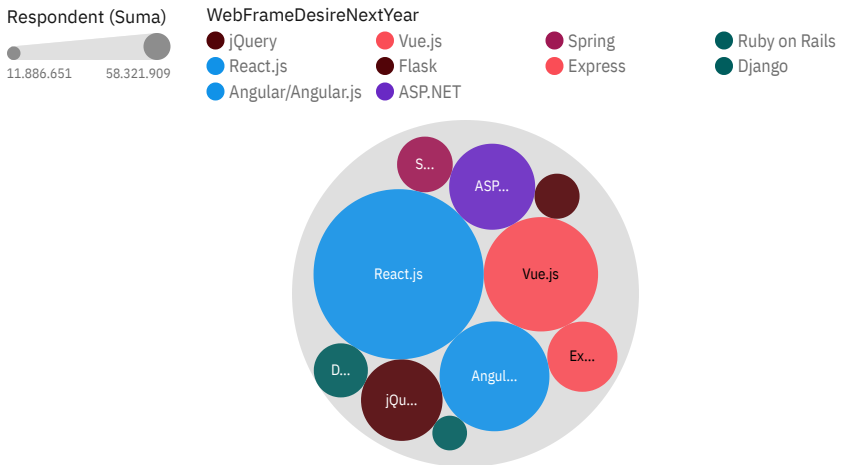 Respondent (Suma)
11.886.651 58.321.909
WebFrameDesireNextYear
jQuery Vue.js Spring Ruby on Rails
React.js Flask Express Django
Angular/Angular.js ASP.NET
S...
ASP...
React.js
Vue.js
Ex...
D...
Angul...
jQu...